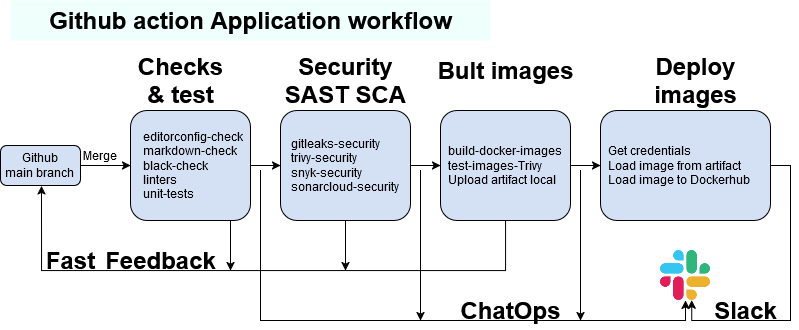 Github action Application workflow
Checks
& test
Security
SAST SCA
Bult images
Deploy
images
Github
main branch
Merge
editorconfig-check
markdown-check
black-check
linters
unit-tests
gitleaks-security
trivy-security
snyk-security
sonarcloud-security
build-docker-images
test-images-Trivy
Upload artifact local
Get credentials
Load image from artifact
Load image to Dockerhub
Fast Feedback
ChatOps
Slack